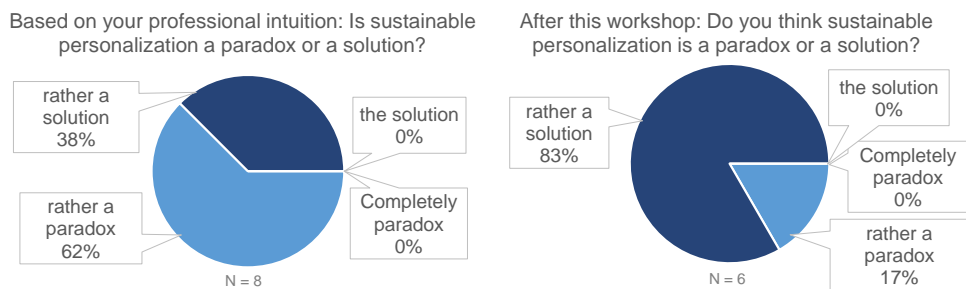 Based on your professional intuition: Is sustainable
personalization a paradox or a solution?
rather a
solution
38%
the solution
0%
rather a
paradox
62%
Completely
paradox
0%
N = 8
After this workshop: Do you think sustainable
personalization is a paradox or a solution?
rather a
solution
83%
the solution
0%
Completely
paradox
0%
rather a
paradox
17%
N = 6